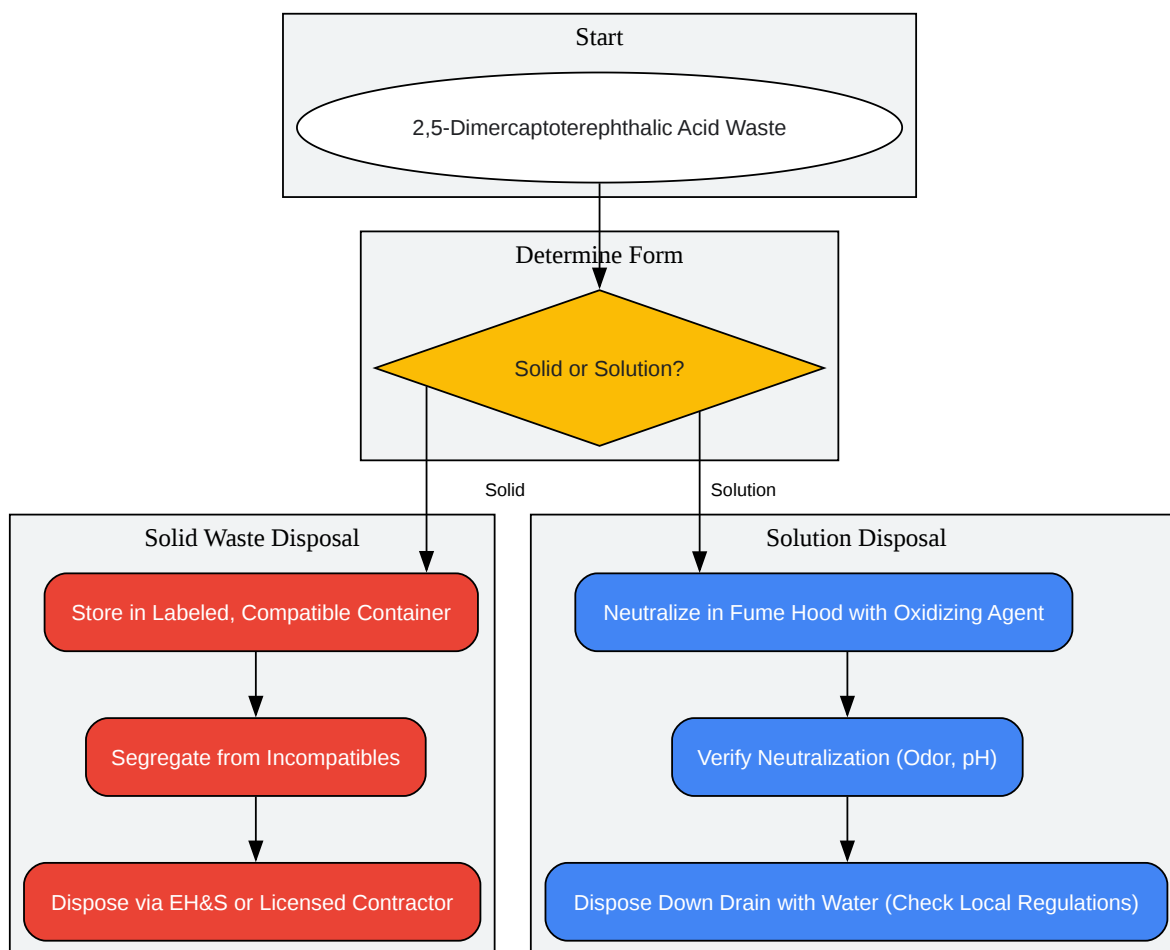 Start
2,5-Dimercaptoterephthalic Acid Waste
Determine Form
Solid or Solution?
Solid
Solution
Solid Waste Disposal
Store in Labeled, Compatible Container
Segregate from Incompatibles
Dispose via EH&S or Licensed Contractor
Solution Disposal
Neutralize in Fume Hood with Oxidizing Agent
Verify Neutralization (Odor, pH)
Dispose Down Drain with Water (Check Local Regulations)